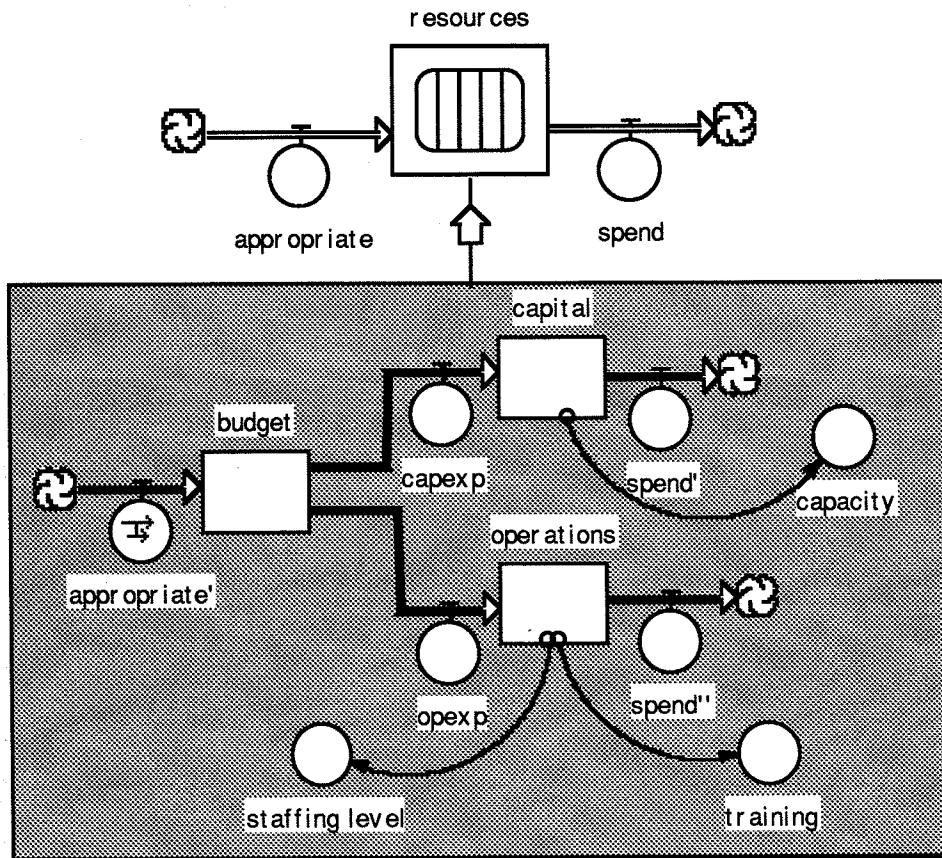 resources
appropriate
spend
capital
budget
capexp
spend'
capacity
operations
appropriate'
opexp
spend''
staffing level
training